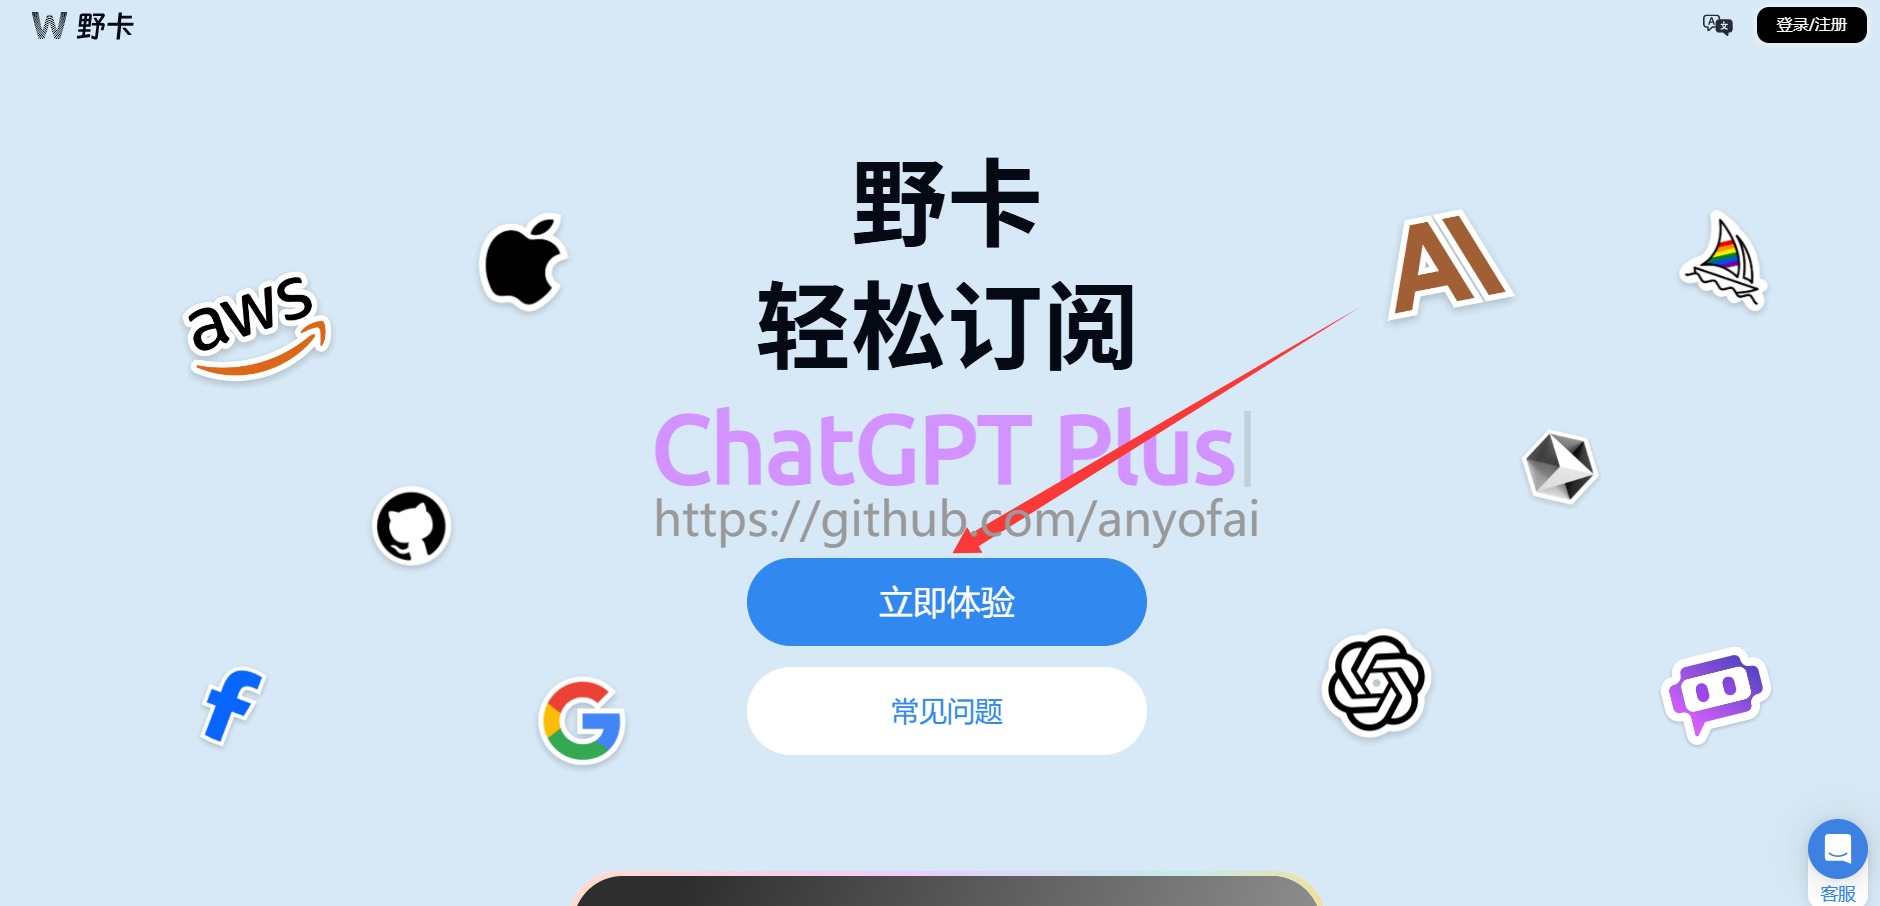 W 野卡
登录/注册
野卡
轻松订阅
aws
AI
ChatGPT Plus
https://github.com/anyofai
立即体验
常见问题
客服